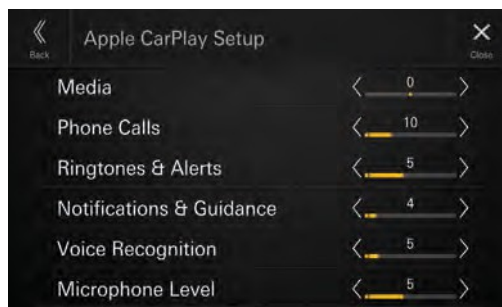 Back
Apple CarPlay Setup
Close
Media 0
Phone Calls 10
Ringtones & Alerts 5
Notifications & Guidance 4
Voice Recognition 5
Microphone Level 5